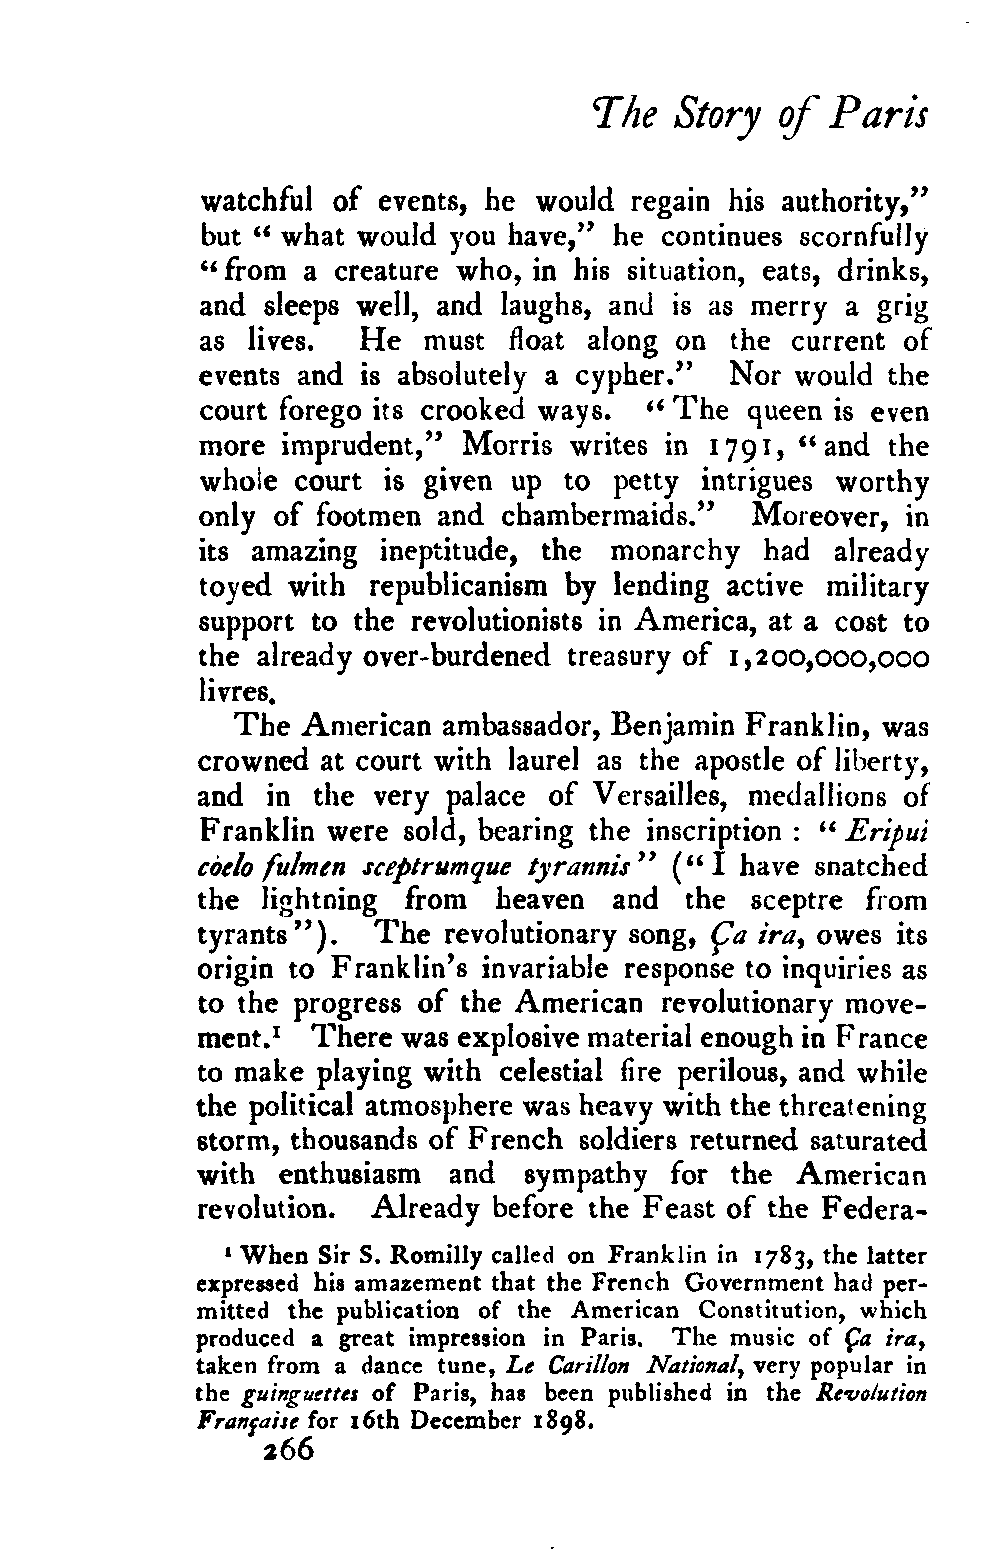 The Story of Paris
watchful of events, he would regain his authority,”
but “ what would you have,” he continues scornfully
“ from a creature who, in his situation, eats, drinks,
and sleeps well, and laughs, and is as merry a grig
as lives. He must float along on the current of
events and is absolutely a cypher.” Nor would the
court forego its crooked ways. “ The queen is even
more imprudent,” Morris writes in 1791, “ and the
whole court is given up to petty intrigues worthy
only of footmen and chambermaids.” Moreover, in
its amazing ineptitude, the monarchy had already
toyed with republicanism by lending active military
support to the revolutionists in America, at a cost to
the already over-burdened treasury of 1,200,000,000
livres.
The American ambassador, Benjamin Franklin, was
crowned at court with laurel as the apostle of liberty,
and in the very palace of Versailles, medallions of
Franklin were sold, bearing the inscription : “ Eripui
cœlo fulmen sceptrumque tyrannis ” (“ I have snatched
the lightning from heaven and the sceptre from
tyrants ”). The revolutionary song, Ça ira, owes its
origin to Franklin’s invariable response to inquiries as
to the progress of the American revolutionary move-
ment.¹ There was explosive material enough in France
to make playing with celestial fire perilous, and while
the political atmosphere was heavy with the threatening
storm, thousands of French soldiers returned saturated
with enthusiasm and sympathy for the American
revolution. Already before the Feast of the Federa-
¹ When Sir S. Romilly called on Franklin in 1783, the latter
expressed his amazement that the French Government had per-
mitted the publication of the American Constitution, which
produced a great impression in Paris. The music of Ça ira,
taken from a dance tune, Le Carillon National, very popular in
the guinguettes of Paris, has been published in the Revolution
Française for 16th December 1898.
266